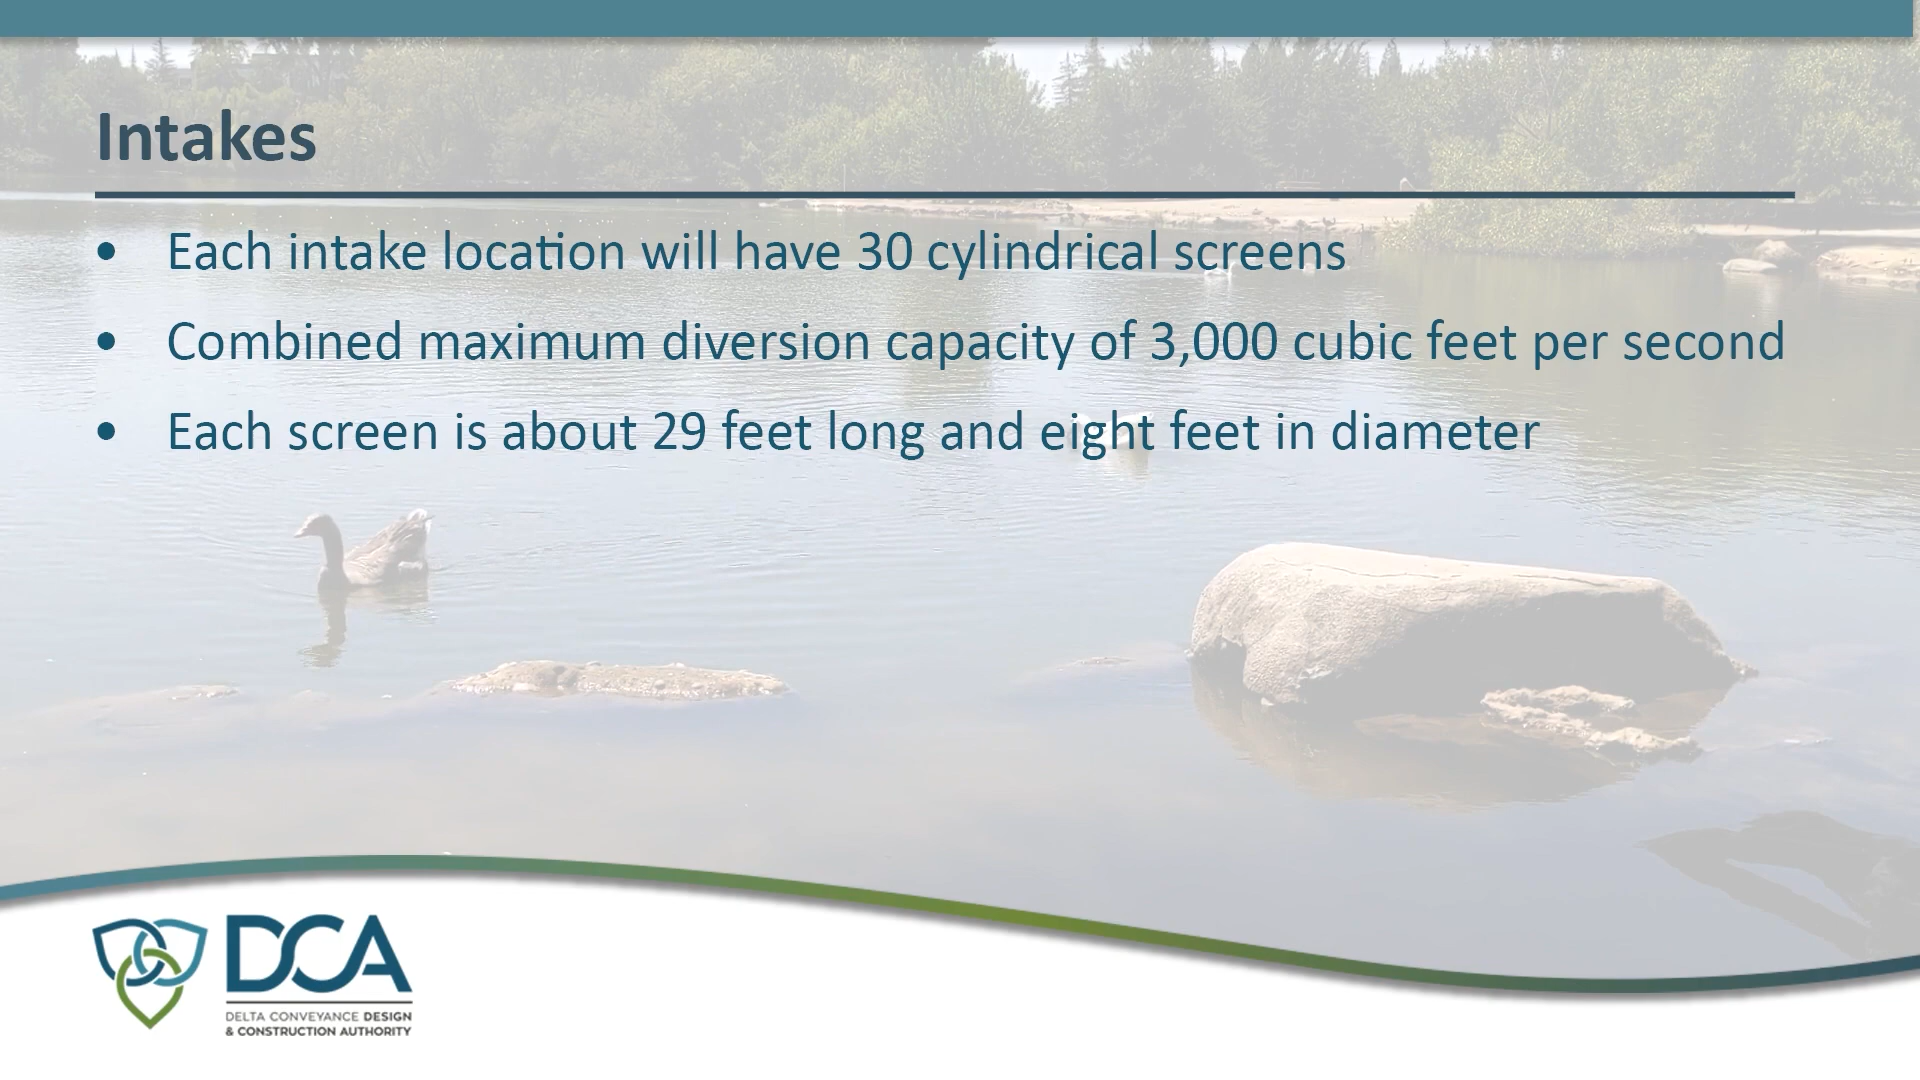 Intakes
• Each intake location will have 30 cylindrical screens
• Combined maximum diversion capacity of 3,000 cubic feet per second
• Each screen is about 29 feet long and eight feet in diameter
DCA
DELTA CONVEYANCE DESIGN
& CONSTRUCTION AUTHORITY